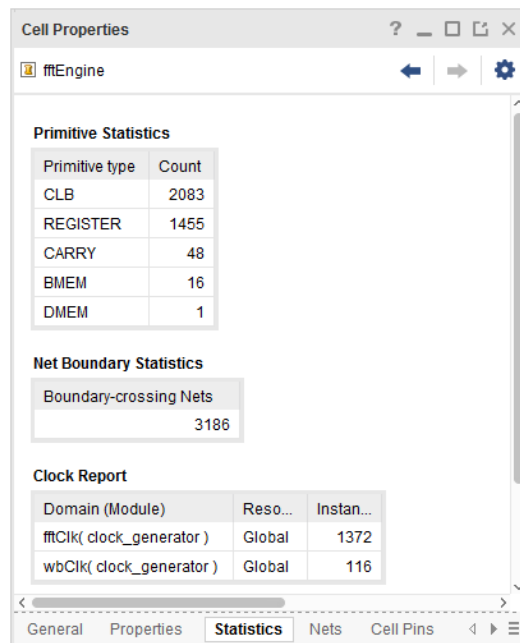 Cell Properties
fftEngine
Primitive Statistics
Primitive type Count
CLB 2083
REGISTER 1455
CARRY 48
BMEM 16
DMEM 1
Net Boundary Statistics
Boundary-crossing Nets
3186
Clock Report
Domain (Module) Reso... Instan...
fftClk( clock_generator ) Global 1372
wbClk( clock_generator ) Global 116
General Properties Statistics Nets Cell Pins